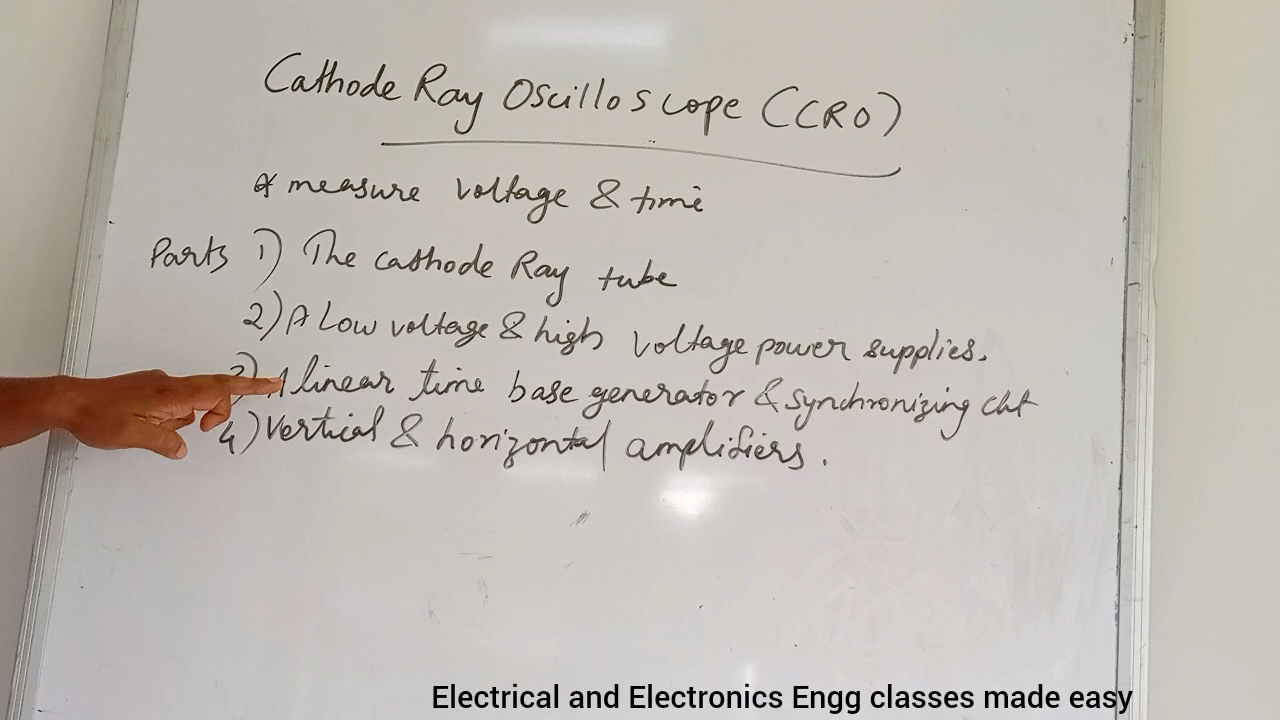 Cathode Ray Oscilloscope (CRO)
* measure voltage & time
Parts 1) The cathode Ray tube
2) A Low voltage & high voltage power supplies.
3) A linear time base generator & synchronizing ckt
4) Vertical & horizontal amplifiers.
Electrical and Electronics Engg classes made easy